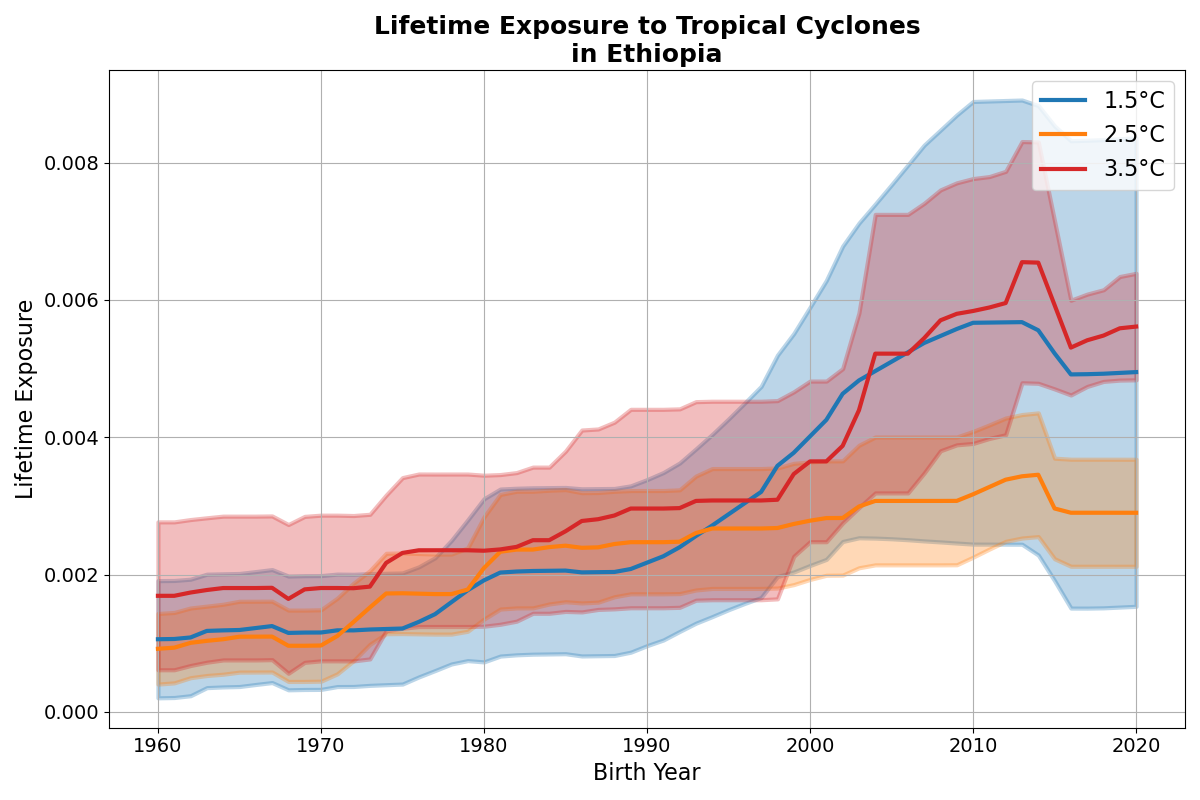 Lifetime Exposure to Tropical Cyclones
in Ethiopia
1.5°C
2.5°C
3.5°C
Lifetime Exposure
0.008
0.006
0.004
0.002
0.000
1960 1970 1980 1990 2000 2010 2020
Birth Year